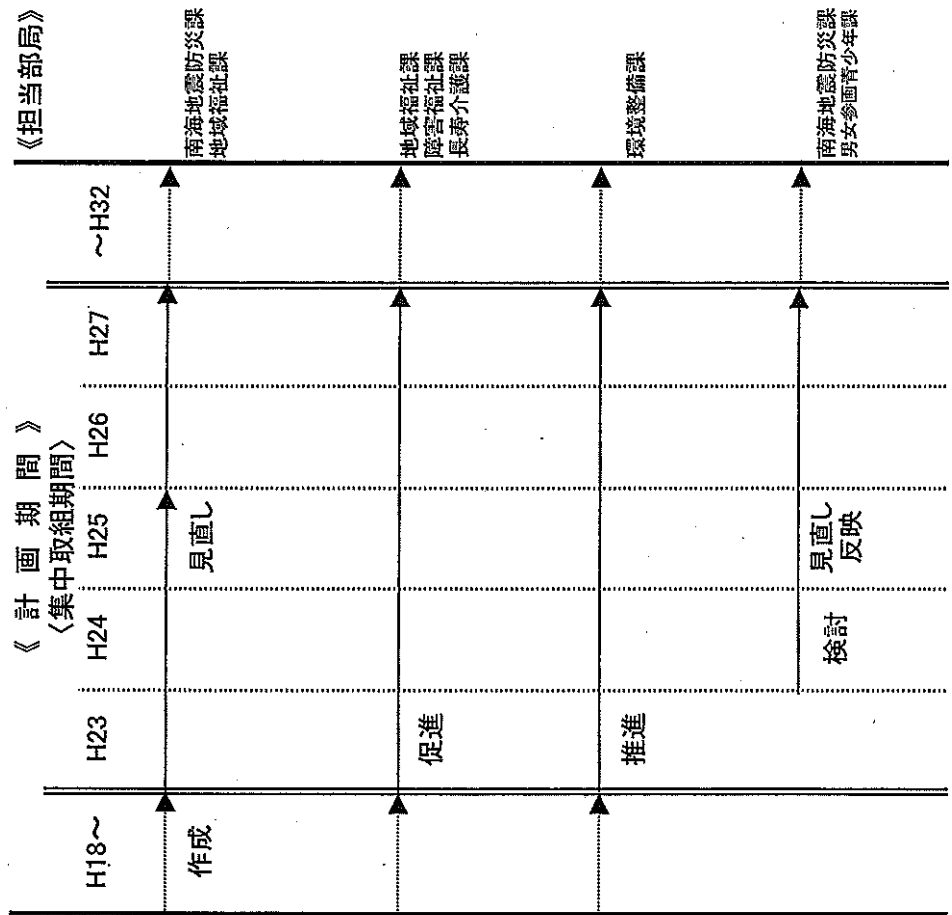 《 計 画 期 間 》
〈集中取組期間〉
《担当部局》
H18～
H23
H24
H25
H26
H27
～H32
作成
見直し
南海地震防災課
地域福祉課
促進
地域福祉課
障害福祉課
長寿介護課
推進
環境整備課
検討
見直し
反映
南海地震防災課
男女参画青少年課